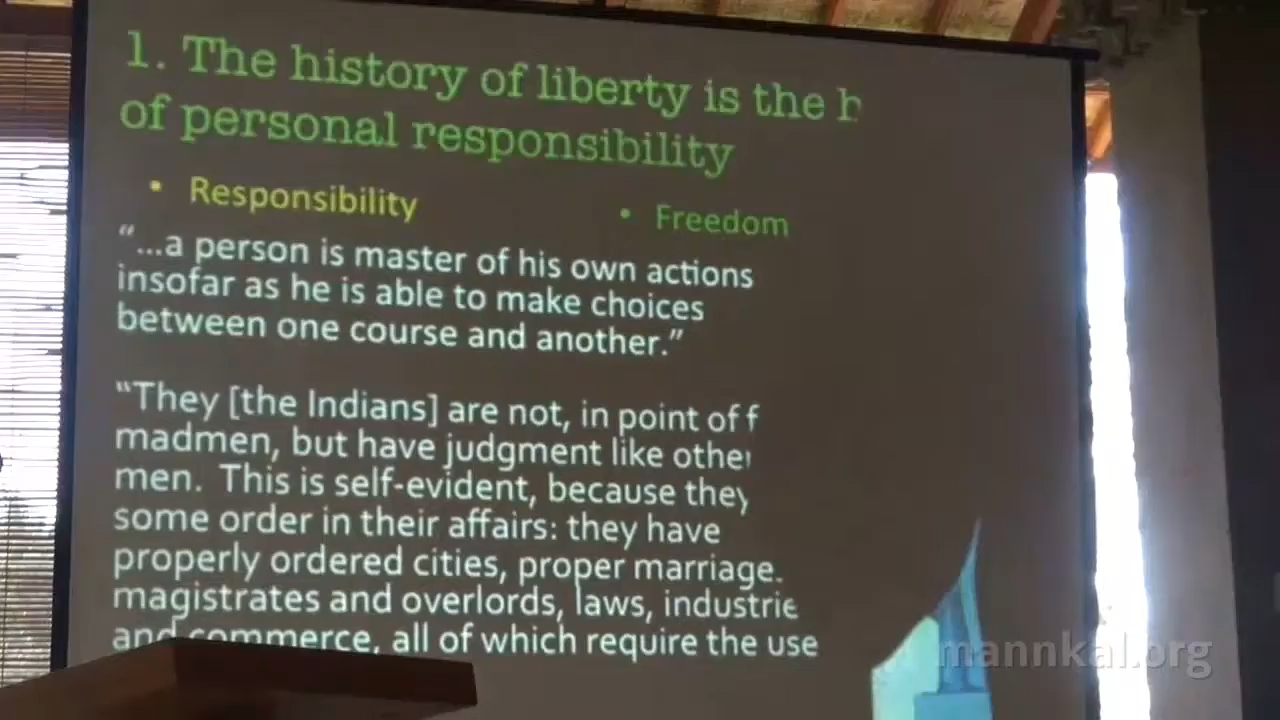 1. The history of liberty is the
of personal responsibility
• Responsibility
• Freedom
“...a person is master of his own actions
insofar as he is able to make choices
between one course and another.”
“They [the Indians] are not, in point of
madmen, but have judgment like other
men. This is self-evident, because they
some order in their affairs: they have
properly ordered cities, proper marriage.
magistrates and overlords, laws, industrie
and commerce, all of which require the use
mannkal.org